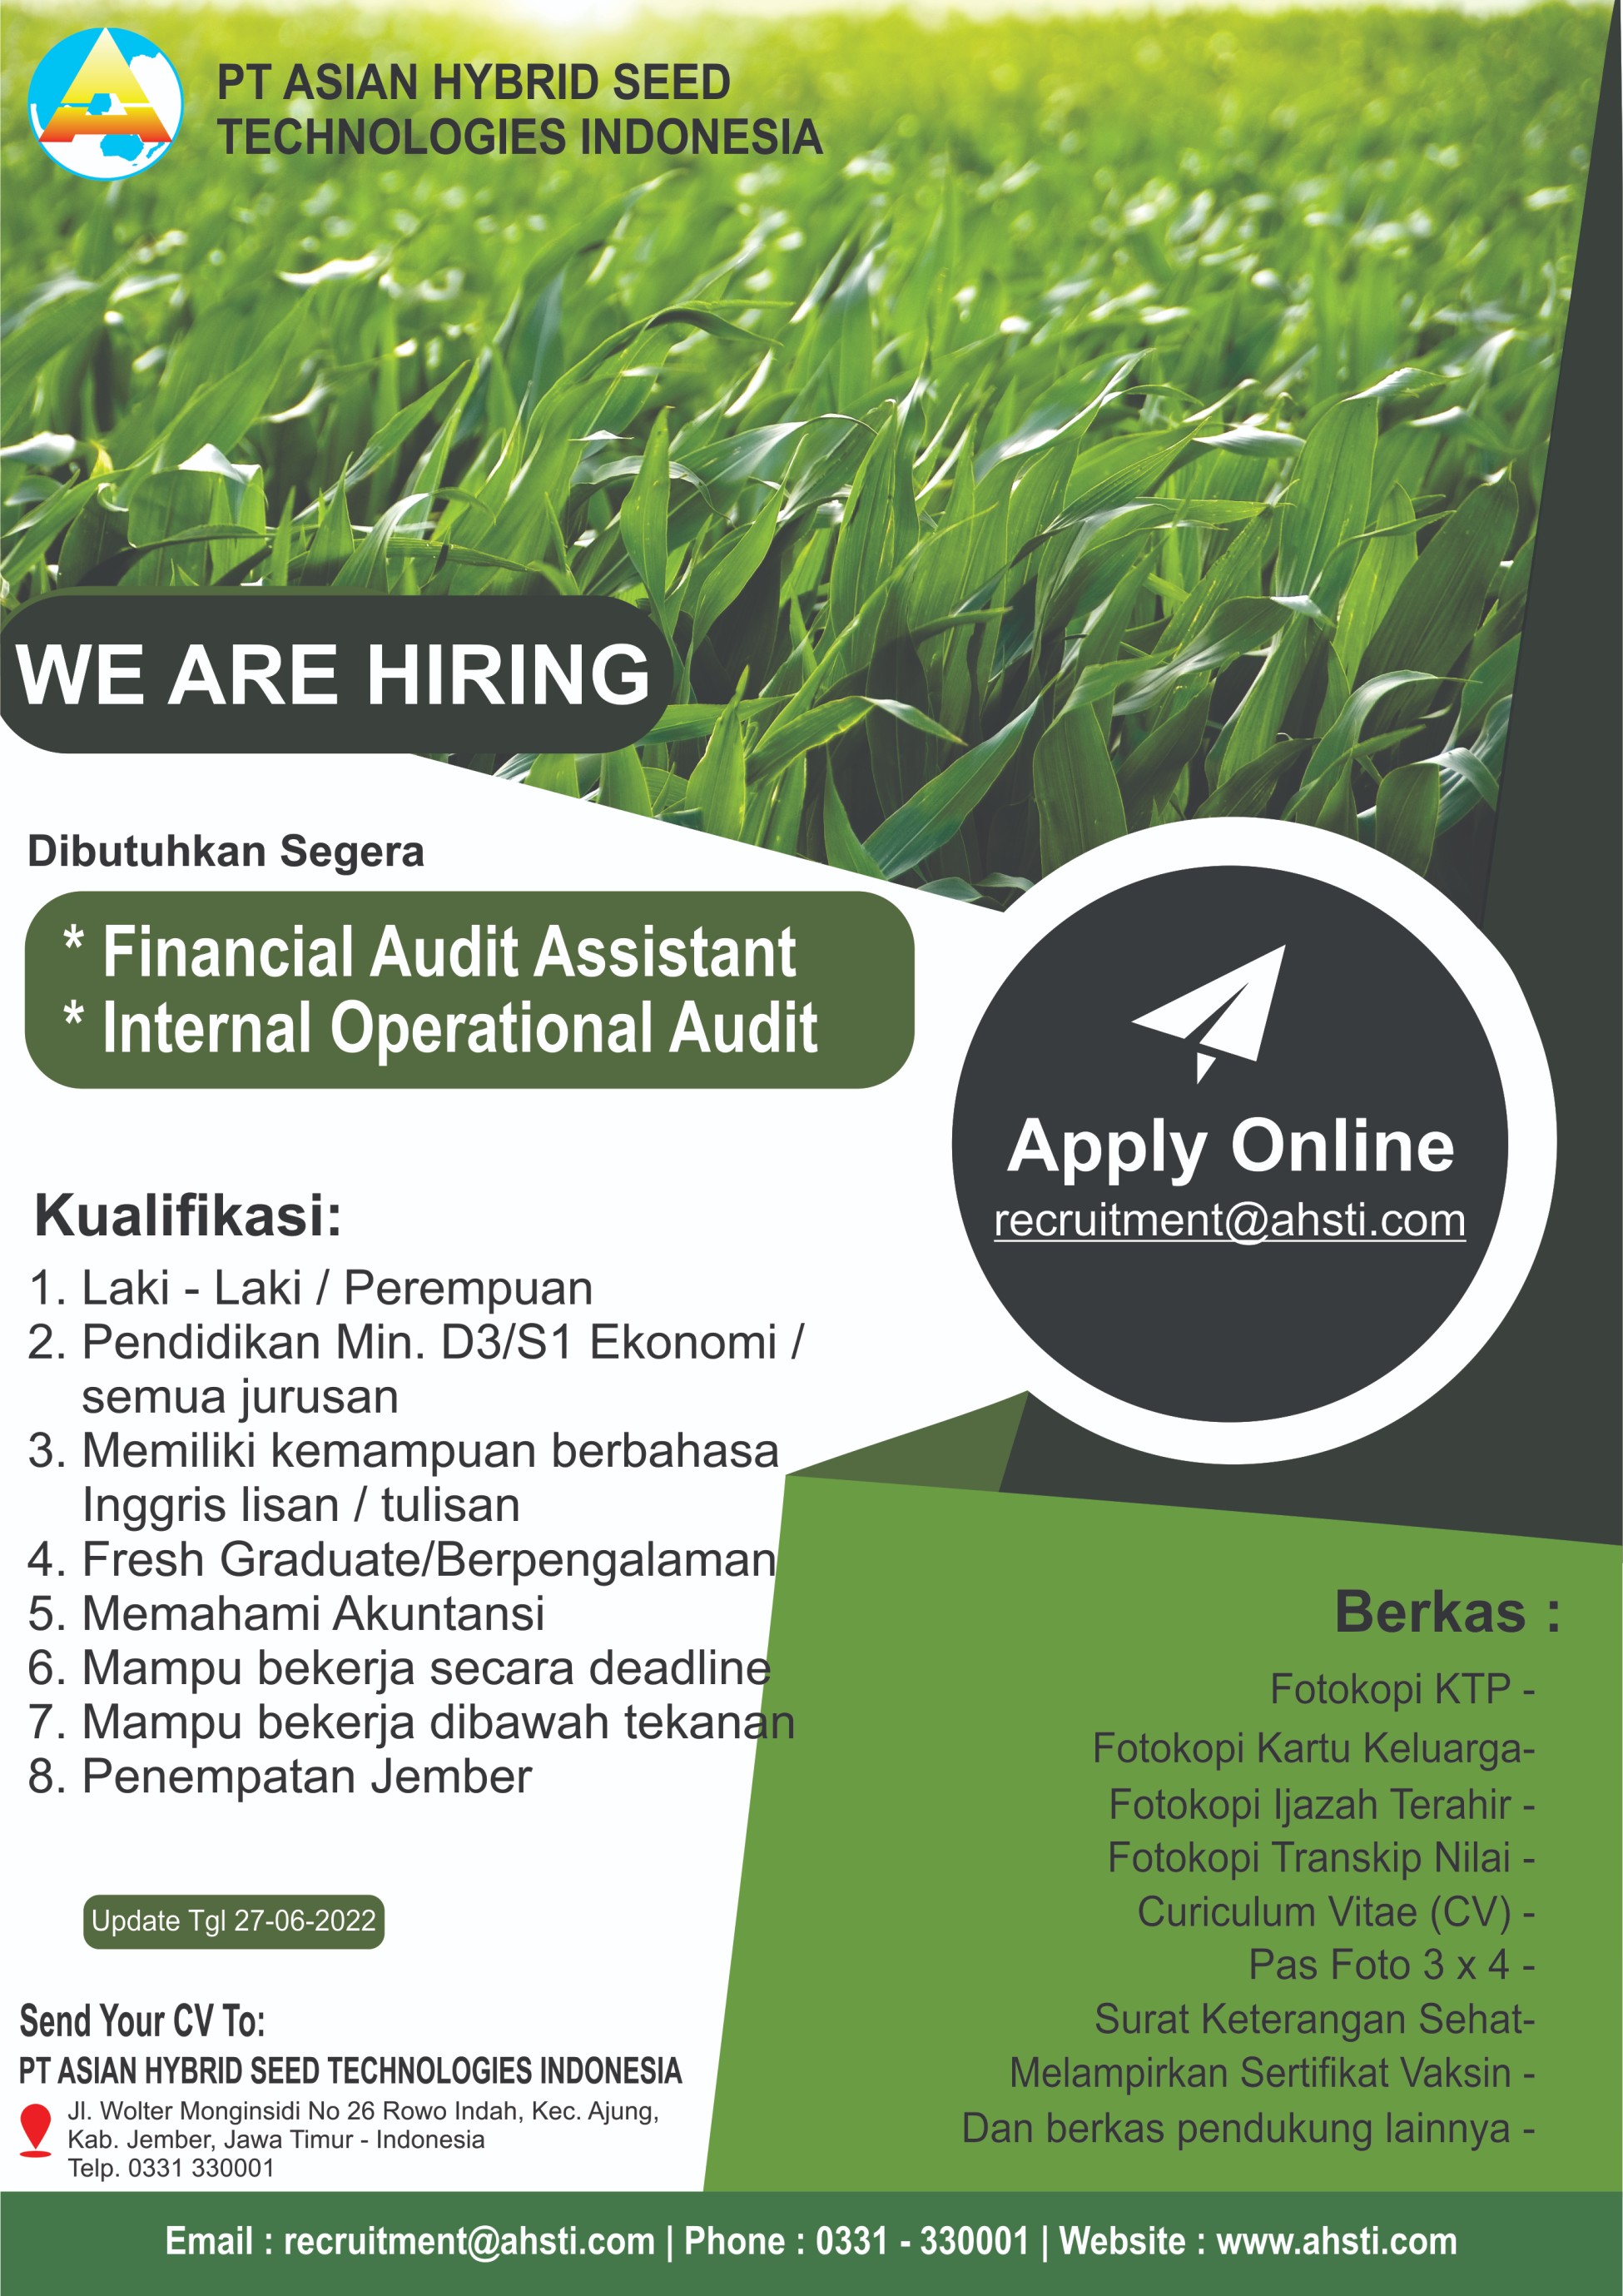 PT ASIAN HYBRID SEED
TECHNOLOGIES INDONESIA
WE ARE HIRING
Dibutuhkan Segera
* Financial Audit Assistant
* Internal Operational Audit
Apply Online
recruitment@ahsti.com
Kualifikasi:
1. Laki - Laki / Perempuan
2. Pendidikan Min. D3/S1 Ekonomi /
semua jurusan
3. Memiliki kemampuan berbahasa
Inggris lisan / tulisan
4. Fresh Graduate/Berpengalaman
5. Memahami Akuntansi
6. Mampu bekerja secara deadline
7. Mampu bekerja dibawah tekanan
8. Penempatan Jember
Berkas :
Fotokopi KTP -
Fotokopi Kartu Keluarga-
Fotokopi Ijazah Terahir -
Fotokopi Transkip Nilai -
Curiculum Vitae (CV) -
Pas Foto 3 x 4 -
Surat Keterangan Sehat-
Melampirkan Sertifikat Vaksin -
Dan berkas pendukung lainnya -
Update Tgl 27-06-2022
Send Your CV To:
PT ASIAN HYBRID SEED TECHNOLOGIES INDONESIA
Jl. Wolter Monginsidi No 26 Rowo Indah, Kec. Ajung,
Kab. Jember, Jawa Timur - Indonesia
Telp. 0331 330001
Email : recruitment@ahsti.com | Phone : 0331 - 330001 | Website : www.ahsti.com